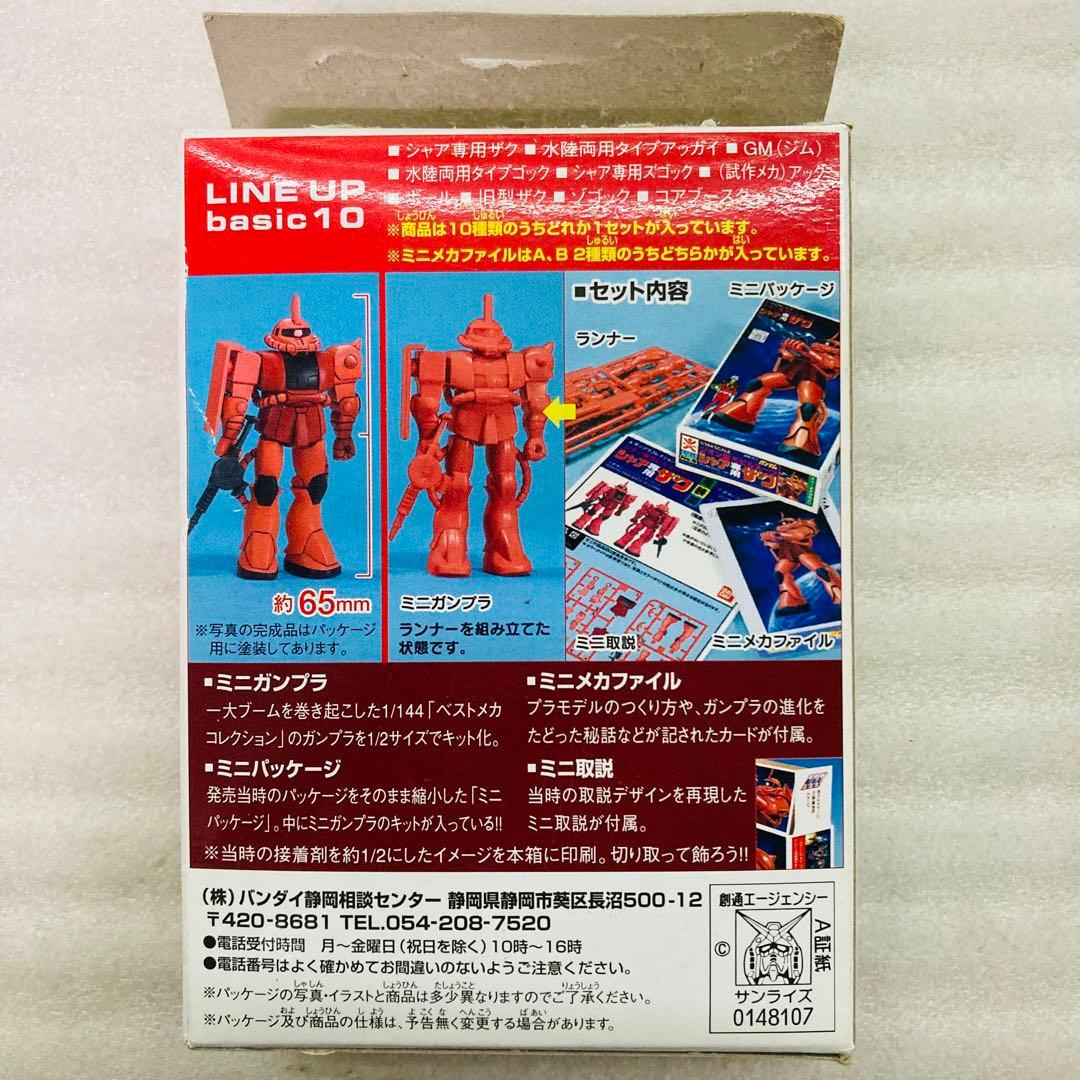 LINE UP
basic10
■シャア専用ザク■水陸両用タイプアッガイ■GM(ジム)
■水陸両用タイプゴック■シャア専用ズゴック■(試作メカ)アッグ
■ボール■旧型ザク■ゾゴック■コアブースター
※商品は10種類のうちどれか1セットが入っています。
※ミニメカファイルはA、B 2種類のうちどちらかが入っています。
約65mm
※写真の完成品はパッケージ
用に塗装してあります。
ミニガンプラ
ランナーを組み立てた
状態です。
■セット内容
ミニパッケージ
ランナー
シャア専用ザク
シャア専用ザク
ミニ取説
ミニメカファイル
■ミニガンプラ
一大ブームを巻き起こした1/144「ベストメカ
コレクション」のガンプラを1/2サイズでキット化。
■ミニパッケージ
発売当時のパッケージをそのまま縮小した「ミニ
パッケージ」。中にミニガンプラのキットが入っている!!
■ミニメカファイル
プラモデルのつくり方や、ガンプラの進化を
たどった秘話などが記されたカードが付属。
■ミニ取説
当時の取説デザインを再現した
ミニ取説が付属。
※当時の接着剤を約1/2にしたイメージを本箱に印刷。切り取って飾ろう!!
(株)バンダイ静岡相談センター 静岡県静岡市葵区長沼500-12
〒420-8681 TEL.054-208-7520
●電話受付時間 月〜金曜日(祝日を除く)10時〜16時
●電話番号はよく確かめてお間違いのないようご注意ください。
※パッケージの写真・イラストと商品は多少異なりますのでご了承ください。
※パッケージ及び商品の仕様は、予告無く変更する場合があります。
創通エージェンシー
A証紙
©
サンライズ
0148107